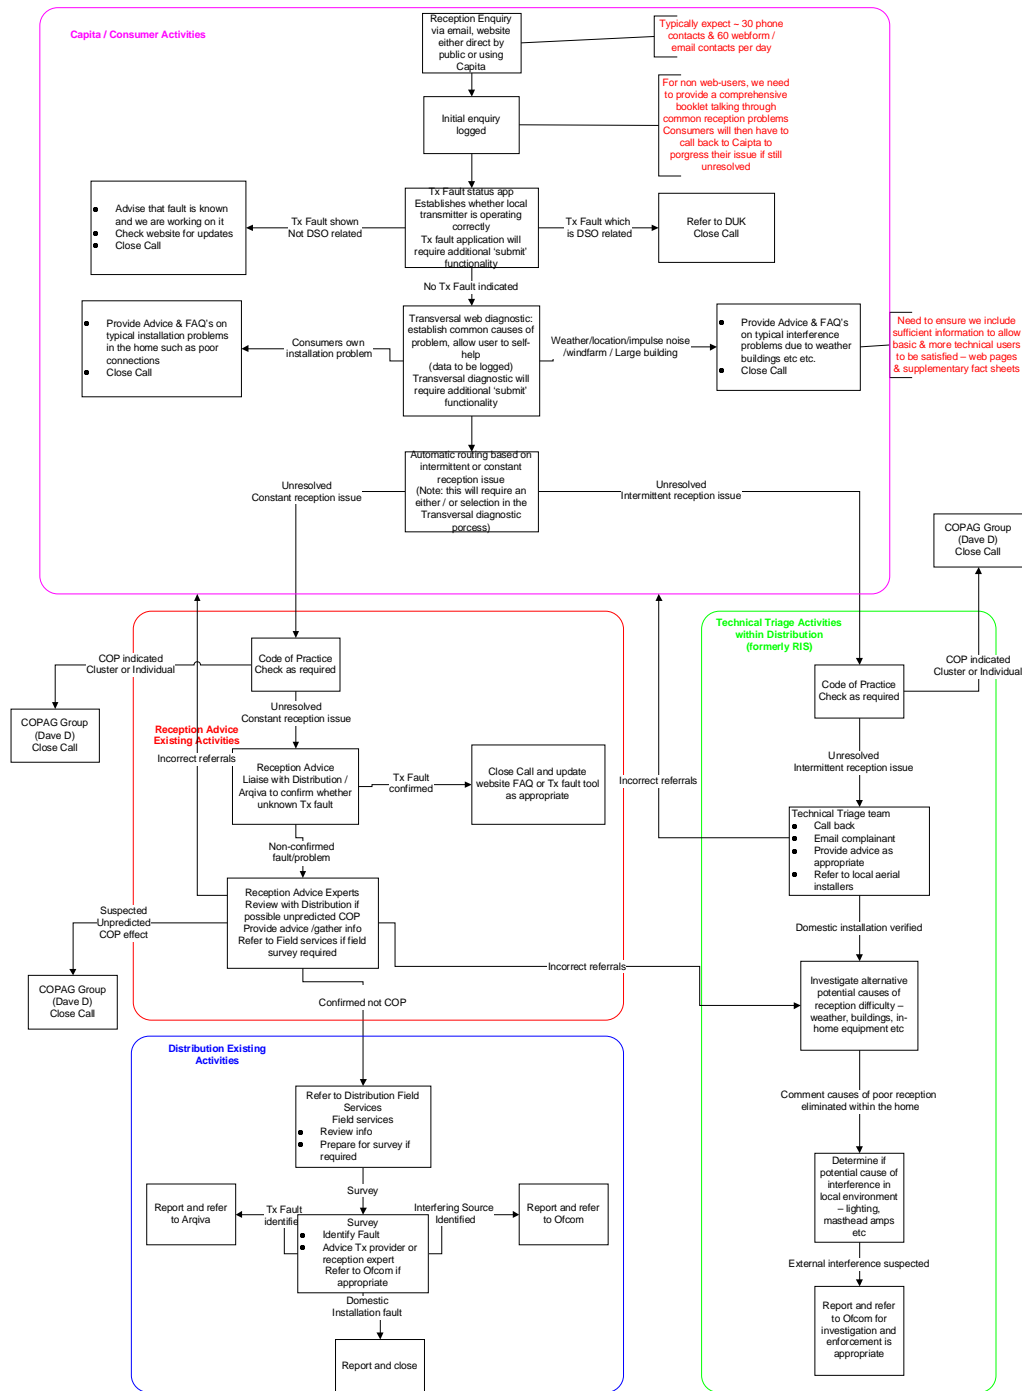 Capita / Consumer Activities
Reception Enquiry
via email, website
either direct by
public or using
Capita
Typically expect ~ 30 phone
contacts & 60 webform /
email contacts per day
Initial enquiry
logged
For non web-users, we need
to provide a comprehensive
booklet talking through
common reception problems
Consumers will then have to
call back to Caipta to
porgress their issue if still
unresolved
Tx Fault status app
Establishes whether local
transmitter is operating
correctly
Tx fault application will
require additional ‘submit’
functionality
Tx Fault shown
Not DSO related
• Advise that fault is known
and we are working on it
• Check website for updates
• Close Call
Tx Fault which
is DSO related
Refer to DUK
Close Call
No Tx Fault indicated
Transversal web diagnostic:
establish common causes of
problem, allow user to self-
help
(data to be logged)
Transversal diagnostic will
require additional ‘submit’
functionality
Consumers own
installation problem
• Provide Advice & FAQ’s on
typical installation problems
in the home such as poor
connections
• Close Call
Weather/location/impulse noise
/windfarm / Large building
• Provide Advice & FAQ’s
on typical interference
problems due to weather
buildings etc etc.
• Close Call
Need to ensure we include
sufficient information to allow
basic & more technical users
to be satisfied – web pages
& supplementary fact sheets
Automatic routing based on
intermittent or constant
reception issue
(Note: this will require an
either / or selection in the
Transversal diagnostic
porcess)
Unresolved
Constant reception issue
Unresolved
Intermittent reception issue
COPAG Group
(Dave D)
Close Call
Technical Triage Activities
within Distribution
(formerly RIS)
Code of Practice
Check as required
COP indicated
Cluster or Individual
COPAG Group
(Dave D)
Close Call
Unresolved
Constant reception issue
Reception Advice
Existing Activities
Incorrect referrals
Reception Advice
Liaise with Distribution /
Arqiva to confirm whether
unknown Tx fault
Tx Fault
confirmed
Close Call and update
website FAQ or Tx fault tool
as appropriate
Non-confirmed
fault/problem
Reception Advice Experts
Review with Distribution if
possible unpredicted COP
Provide advice /gather info
Refer to Field services if field
survey required
Suspected
Unpredicted
COP effect
COPAG Group
(Dave D)
Close Call
Incorrect referrals
Confirmed not COP
Code of Practice
Check as required
COP indicated
Cluster or Individual
Unresolved
Intermittent reception issue
Incorrect referrals
Technical Triage team
• Call back
• Email complainant
• Provide advice as
appropriate
• Refer to local aerial
installers
Domestic installation verified
Investigate alternative
potential causes of
reception difficulty –
weather, buildings, in-
home equipment etc
Comment causes of poor reception
eliminated within the home
Determine if
potential cause of
interference in
local environment
– lighting,
masthead amps
etc
External interference suspected
Report and refer
to Ofcom for
investigation and
enforcement is
appropriate
Distribution Existing
Activities
Refer to Distribution Field
Services
Field services
• Review info
• Prepare for survey if
required
Survey
Report and refer
to Arqiva
Tx Fault
identifie
Survey
• Identify Fault
• Advice Tx provider or
reception expert
Refer to Ofcom if
appropriate
Interfering Source
Identified
Report and refer
to Ofcom
Domestic
Installation fault
Report and close